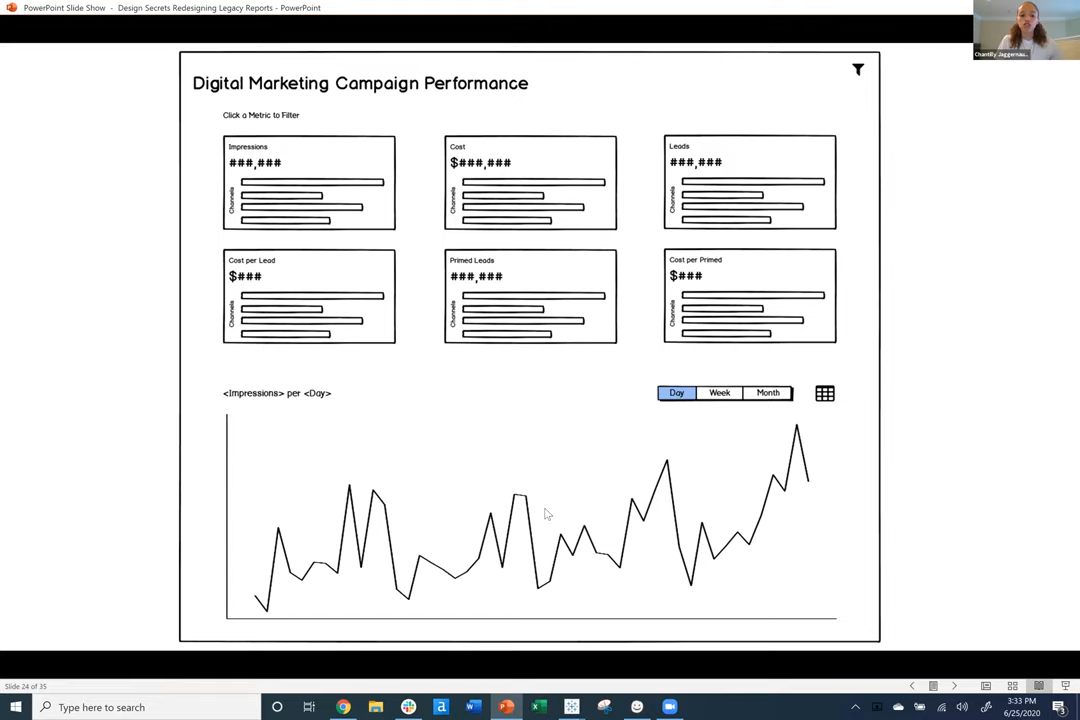 PowerPoint Slide Show - Design Secrets Redesigning Legacy Reports - PowerPoint
Digital Marketing Campaign Performance
Click a Metric to Filter
Impressions
###,###
Channels
Cost
$###,###
Channels
Leads
###,###
Channels
Cost per Lead
$###
Channels
Primed Leads
###,###
Channels
Cost per Primed
$###
Channels
<Impressions> per <Day>
Day Week Month
Slide 24 of 35
Type here to search
3:33 PM
6/25/2020